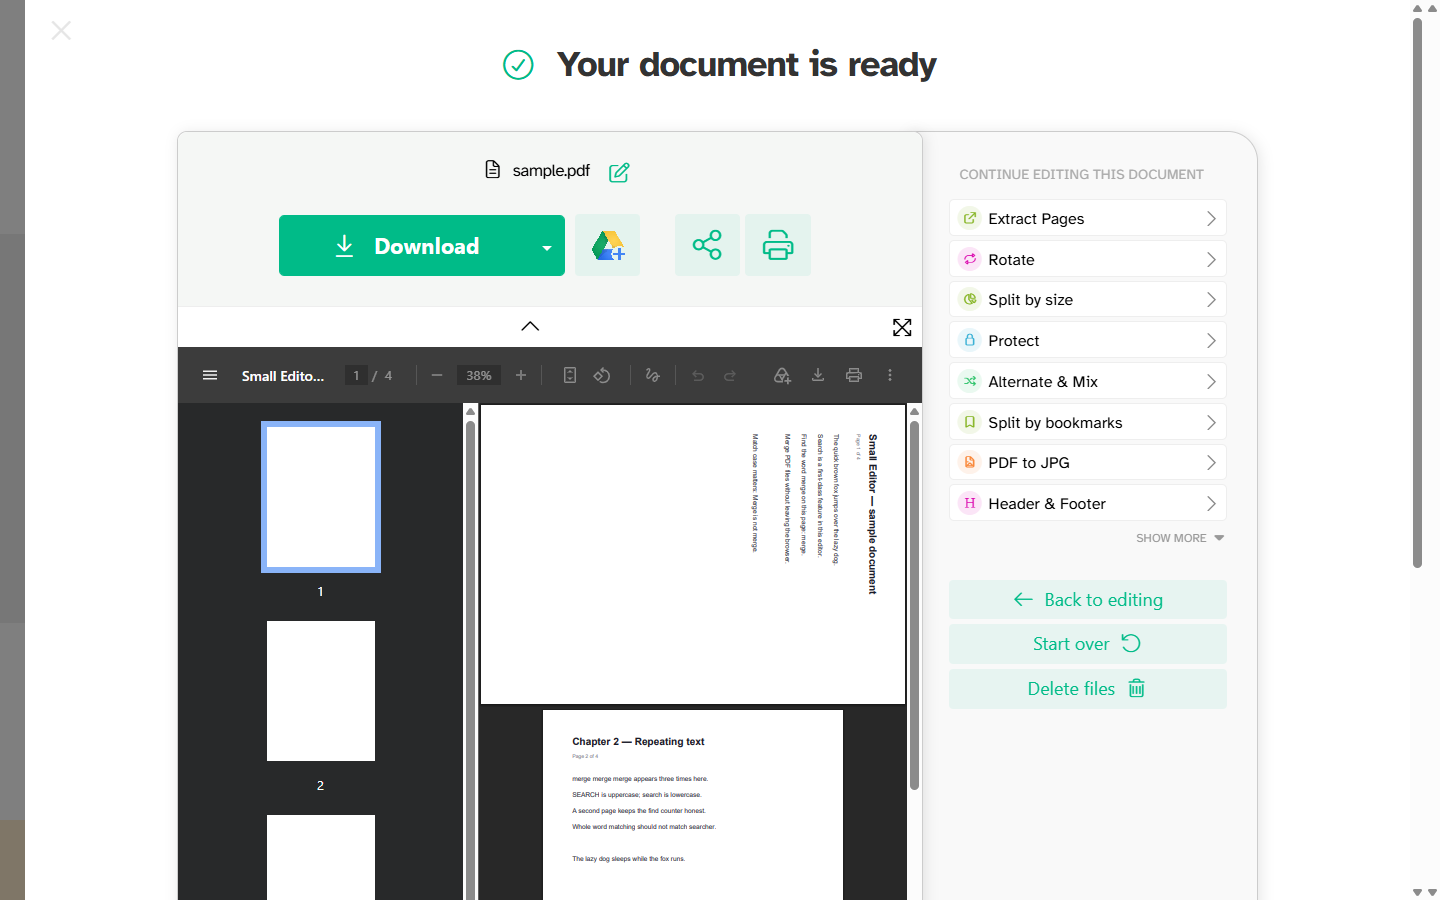 Your document is ready
sample.pdf
Download
CONTINUE EDITING THIS DOCUMENT
Extract Pages
Rotate
Split by size
Protect
Alternate & Mix
Split by bookmarks
PDF to JPG
H Header & Footer
SHOW MORE
Back to editing
Start over
Delete files
Small Edito... 1 / 4 38%
1
2
Small Editor — sample document
Page 1 of 4
The quick brown fox jumps over the lazy dog.
Search is a first-class feature in this editor.
Find the word merge on this page: merge.
Merge PDF files without leaving the browser.
Match case matters: Merge is not merge.
Chapter 2 — Repeating text
Page 2 of 4
merge merge merge appears three times here.
SEARCH is uppercase; search is lowercase.
A second page keeps the find counter honest.
Whole word matching should not match searcher.
The lazy dog sleeps while the fox runs.